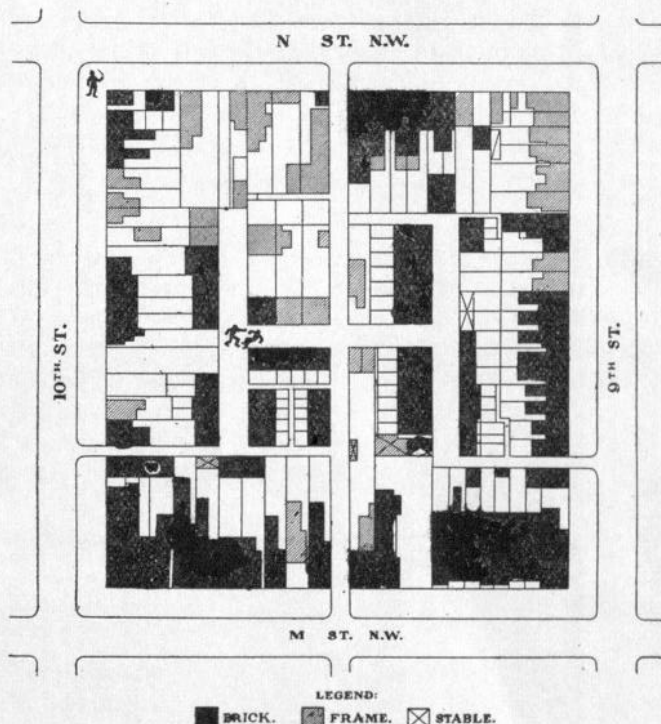 N ST. N.W.
10TH ST.
9TH ST.
M ST. N.W.
LEGEND:
BRICK. FRAME. STABLE.